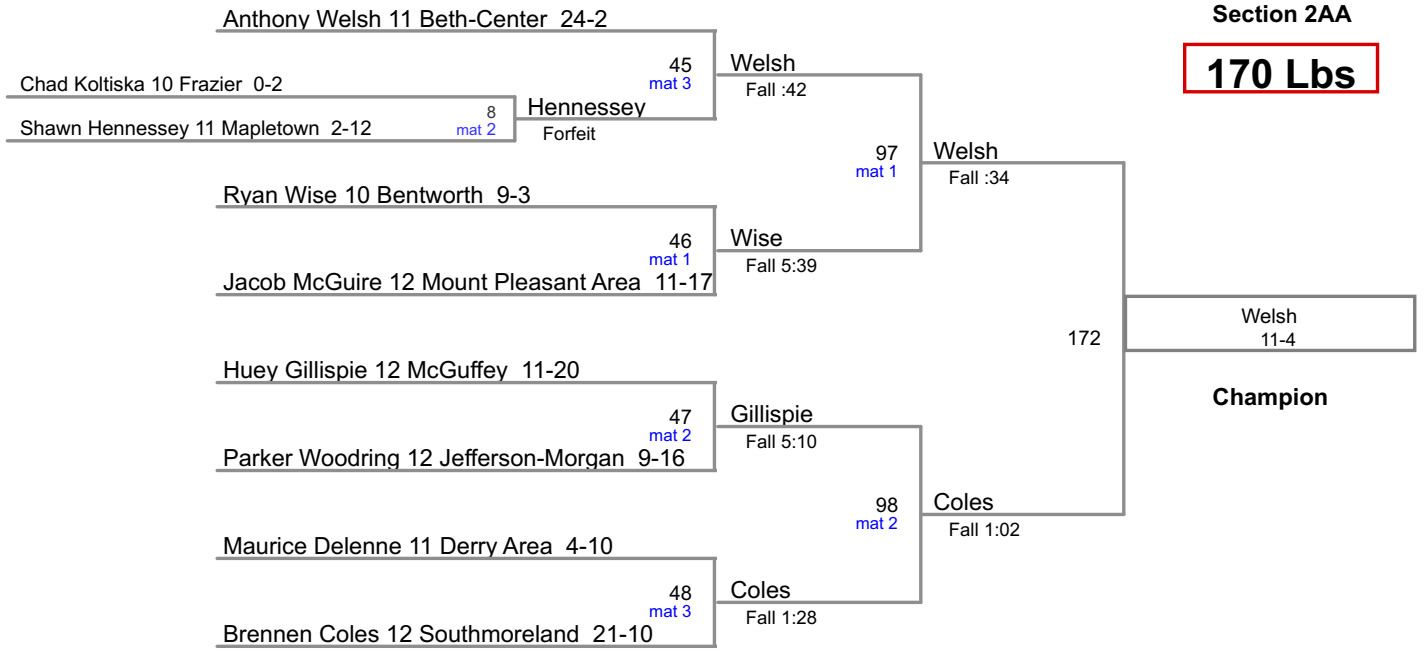 Anthony Welsh 11 Beth-Center 24-2
Section 2AA
170 Lbs
Chad Koltiska 10 Frazier 0-2
Shawn Hennessey 11 Mapletown 2-12
8
mat 2
Hennessey
Forfeit
45
mat 3
Welsh
Fall :42
Ryan Wise 10 Bentworth 9-3
46
mat 1
Jacob McGuire 12 Mount Pleasant Area 11-17
Wise
Fall 5:39
97
mat 1
Welsh
Fall :34
Huey Gillispie 12 McGuffey 11-20
47
mat 2
Parker Woodring 12 Jefferson-Morgan 9-16
Gillispie
Fall 5:10
Maurice Delenne 11 Derry Area 4-10
48
mat 3
Brennen Coles 12 Southmoreland 21-10
Coles
Fall 1:28
98
mat 2
Coles
Fall 1:02
172
Welsh
11-4
Champion